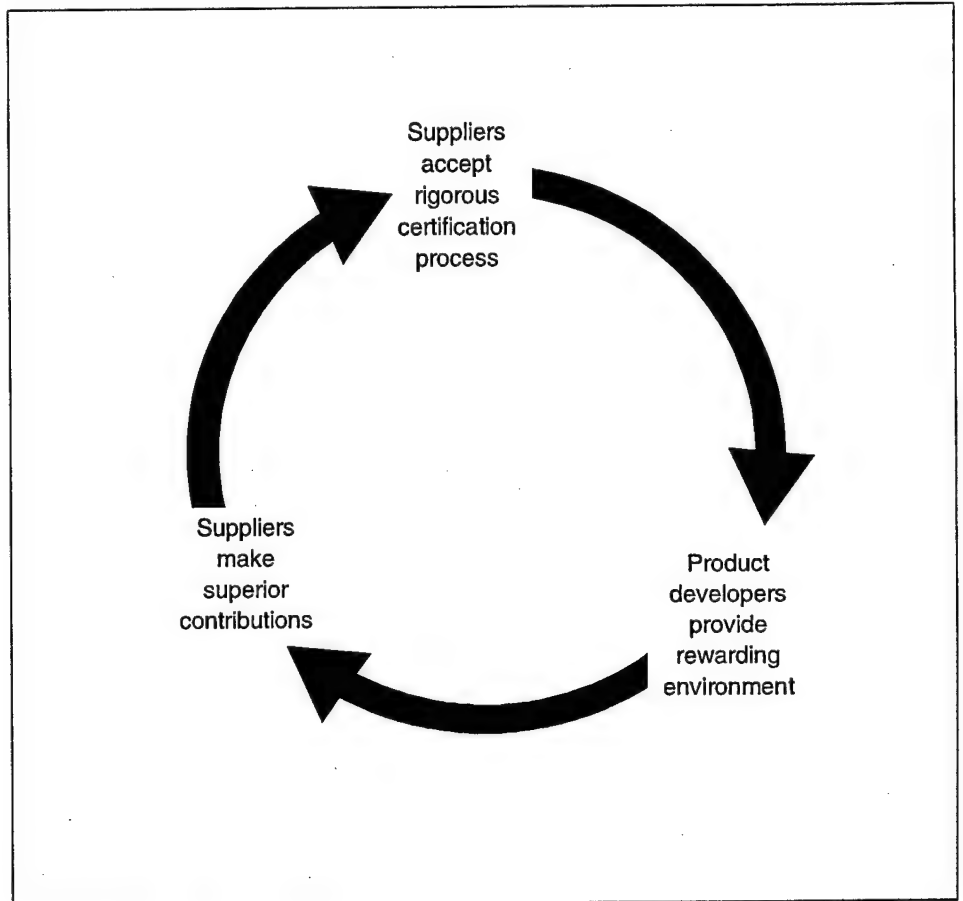 Suppliers
accept
rigorous
certification
process
Product
developers
provide
rewarding
environment
Suppliers
make
superior
contributions